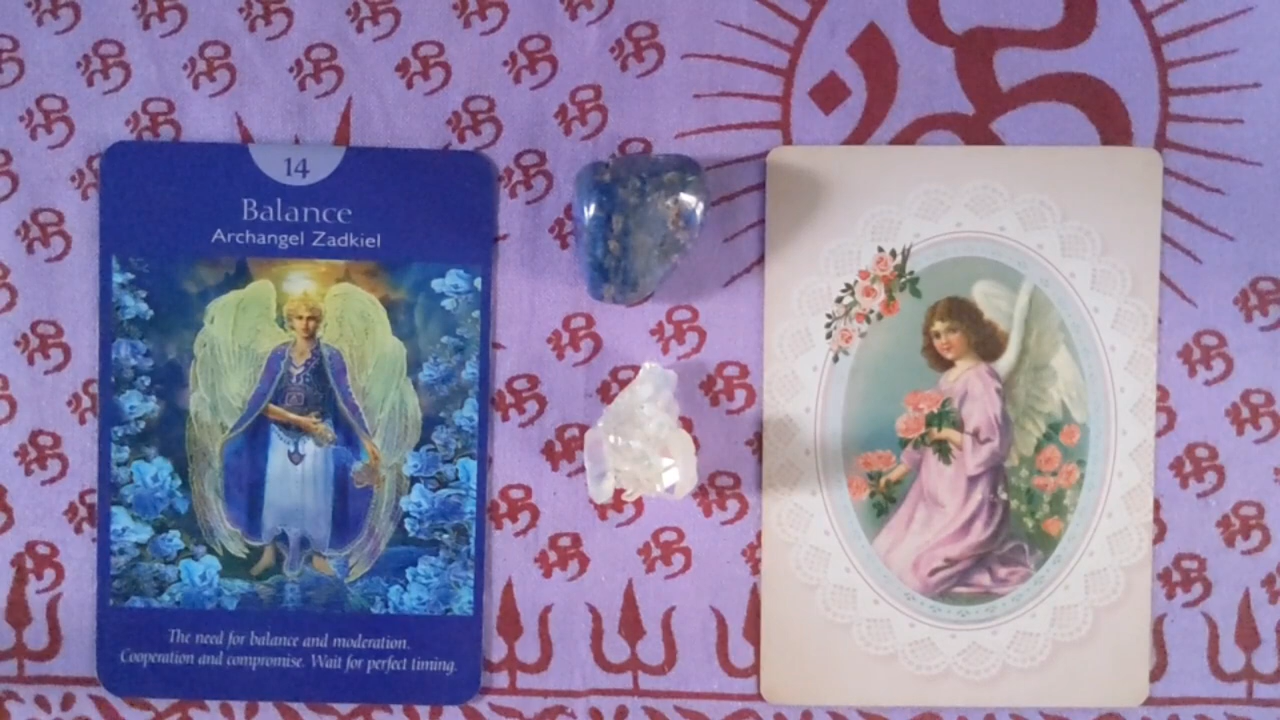 14
Balance
Archangel Zadkiel
The need for balance and moderation.
Cooperation and compromise. Wait for perfect timing.
ॐ